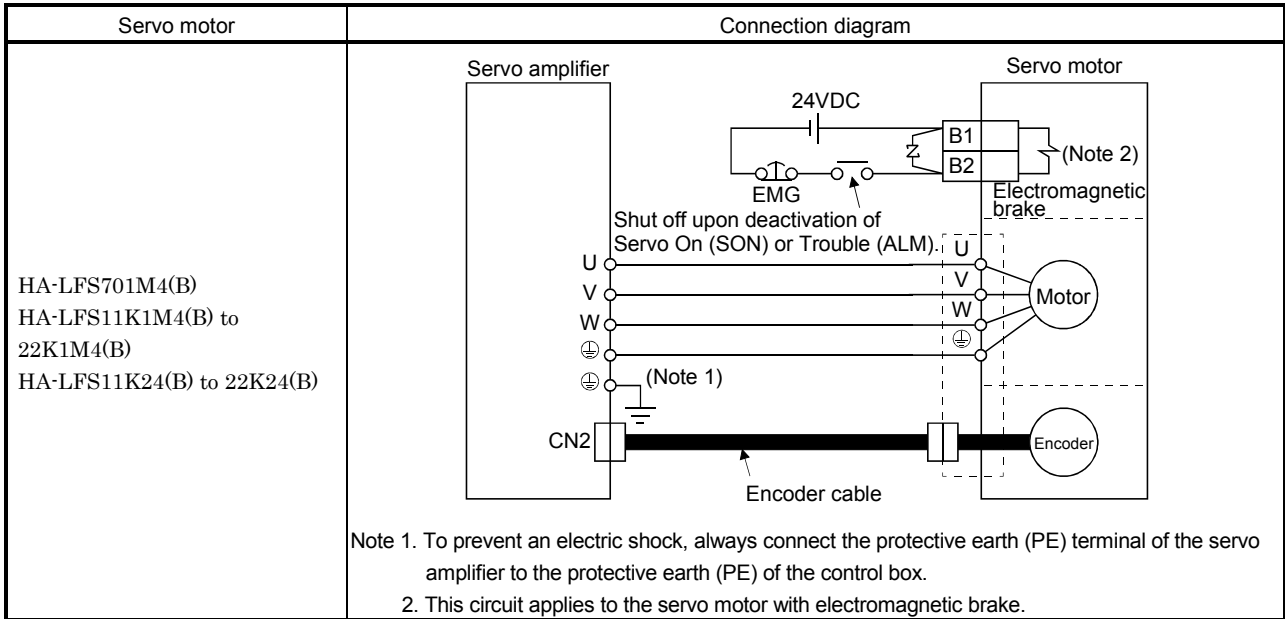 Servo motor
Connection diagram
HA-LFS701M4(B)
HA-LFS11K1M4(B) to
22K1M4(B)
HA-LFS11K24(B) to 22K24(B)
Servo amplifier
Servo motor
24VDC
B1
B2
(Note 2)
EMG
Electromagnetic
brake
Shut off upon deactivation of
Servo On (SON) or Trouble (ALM).
U
U
V
V
W
W
Motor
(Note 1)
CN2
Encoder
Encoder cable
Note 1. To prevent an electric shock, always connect the protective earth (PE) terminal of the servo
amplifier to the protective earth (PE) of the control box.
2. This circuit applies to the servo motor with electromagnetic brake.